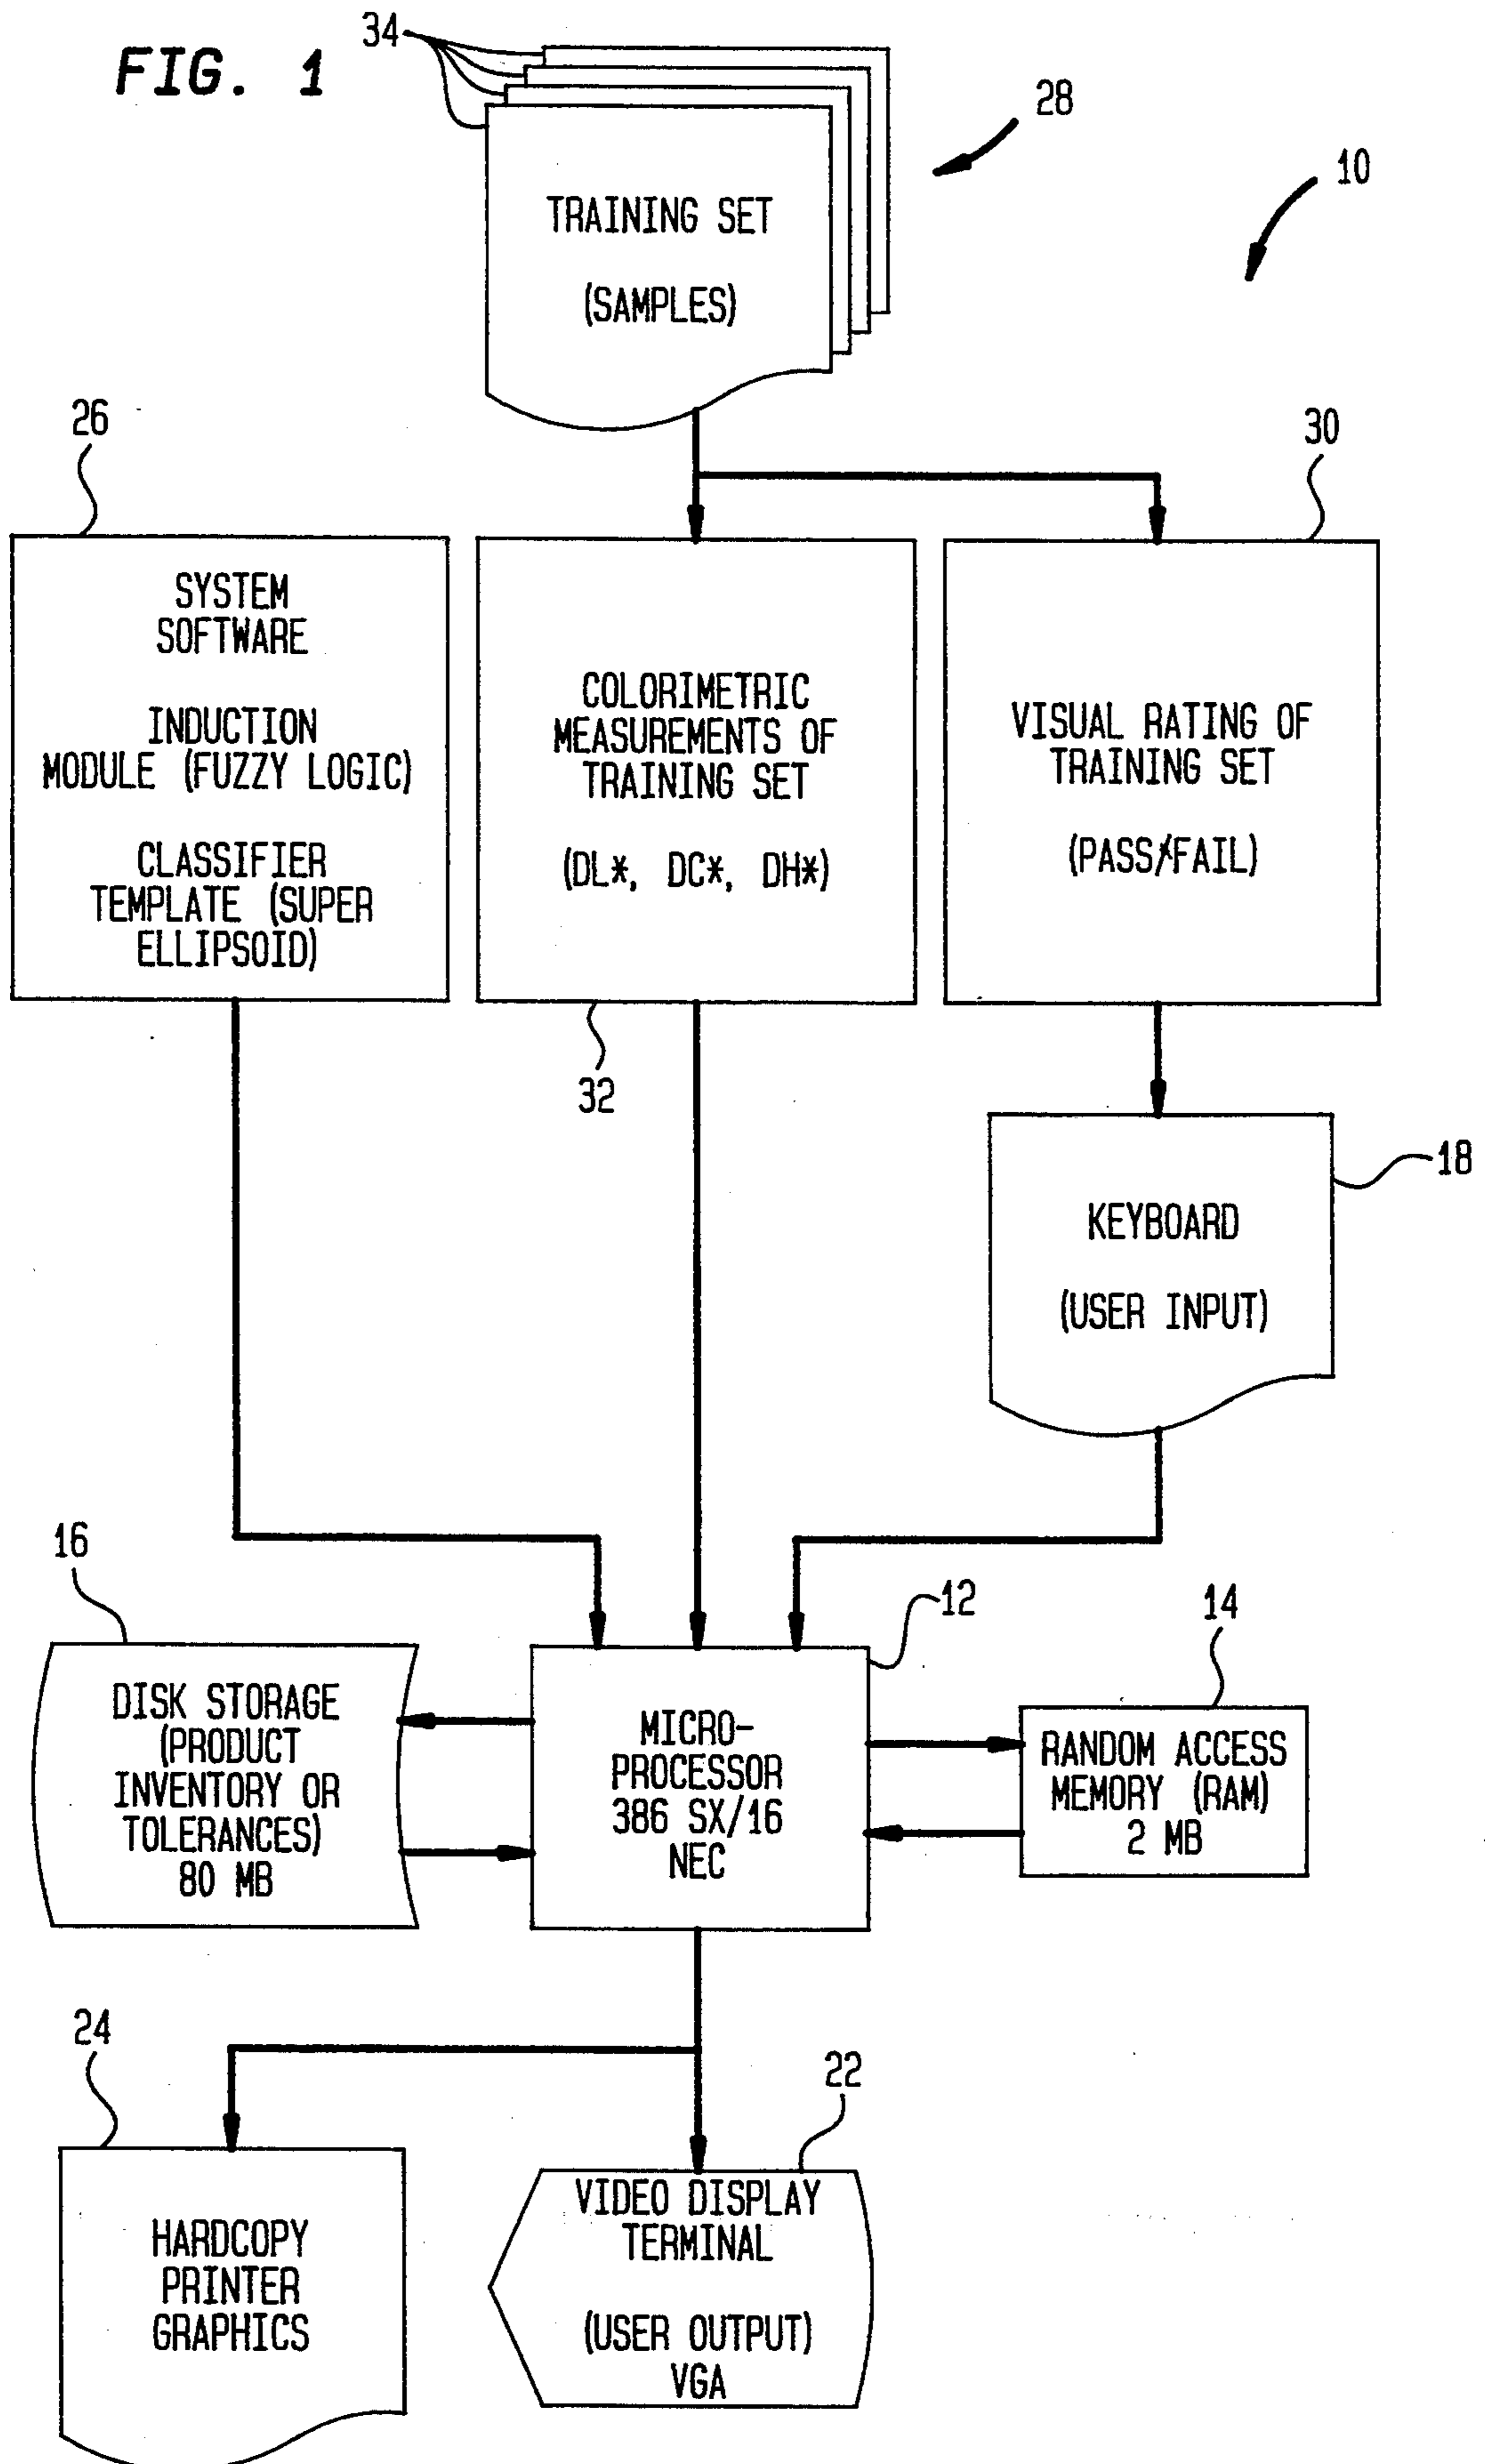 FIG. 1
34
28
10
TRAINING SET
(SAMPLES)
26
30
SYSTEM
SOFTWARE
INDUCTION
MODULE (FUZZY LOGIC)
CLASSIFIER
TEMPLATE (SUPER
ELLIPSOID)
COLORIMETRIC
MEASUREMENTS OF
TRAINING SET
(DL*, DC*, DH*)
32
VISUAL RATING OF
TRAINING SET
(PASS/FAIL)
18
KEYBOARD
(USER INPUT)
16
DISK STORAGE
(PRODUCT
INVENTORY OR
TOLERANCES)
80 MB
12
MICRO-
PROCESSOR
386 SX/16
NEC
14
RANDOM ACCESS
MEMORY (RAM)
2 MB
24
HARDCOPY
PRINTER
GRAPHICS
22
VIDEO DISPLAY
TERMINAL
(USER OUTPUT)
VGA